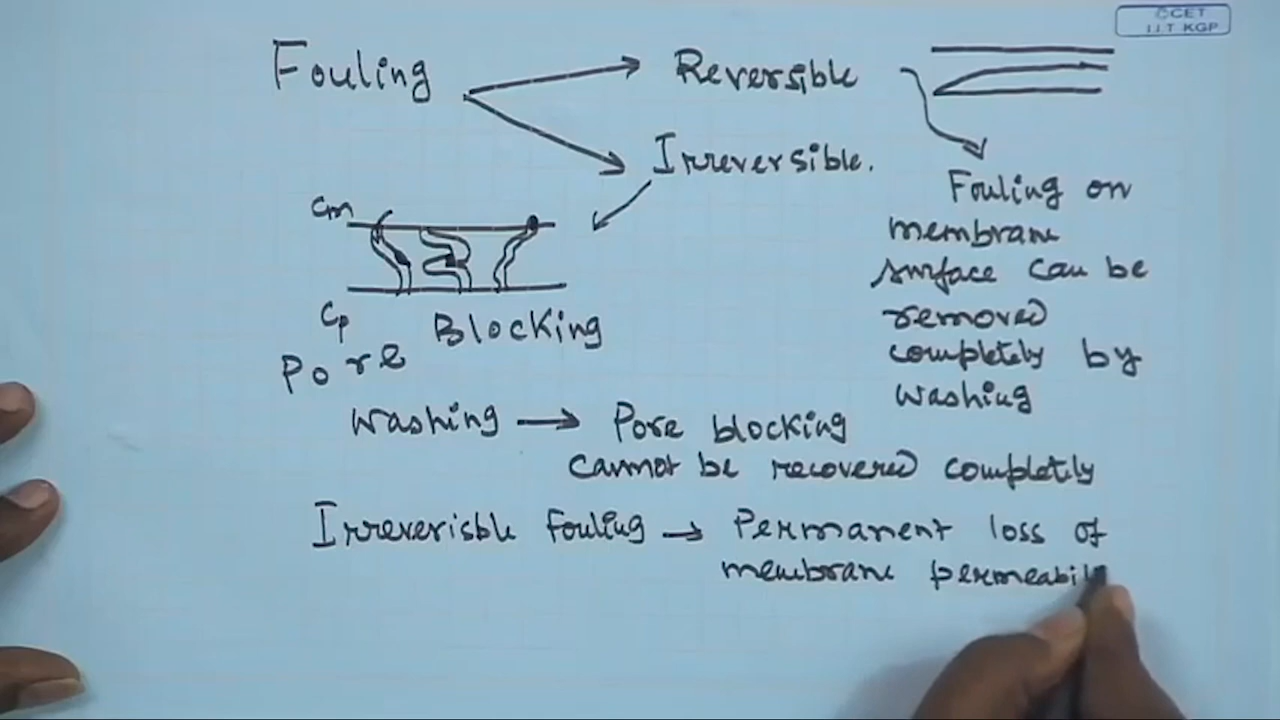 ©CET
I.I.T KGP
Fouling
Reversible
Irreversible.
Fouling on
membrane
surface can be
removed
completely by
washing
Cm
Cp
Pore Blocking
Washing → Pore blocking
cannot be recovered completely
Irreverisble fouling → Permanent loss of
membrane permeabili